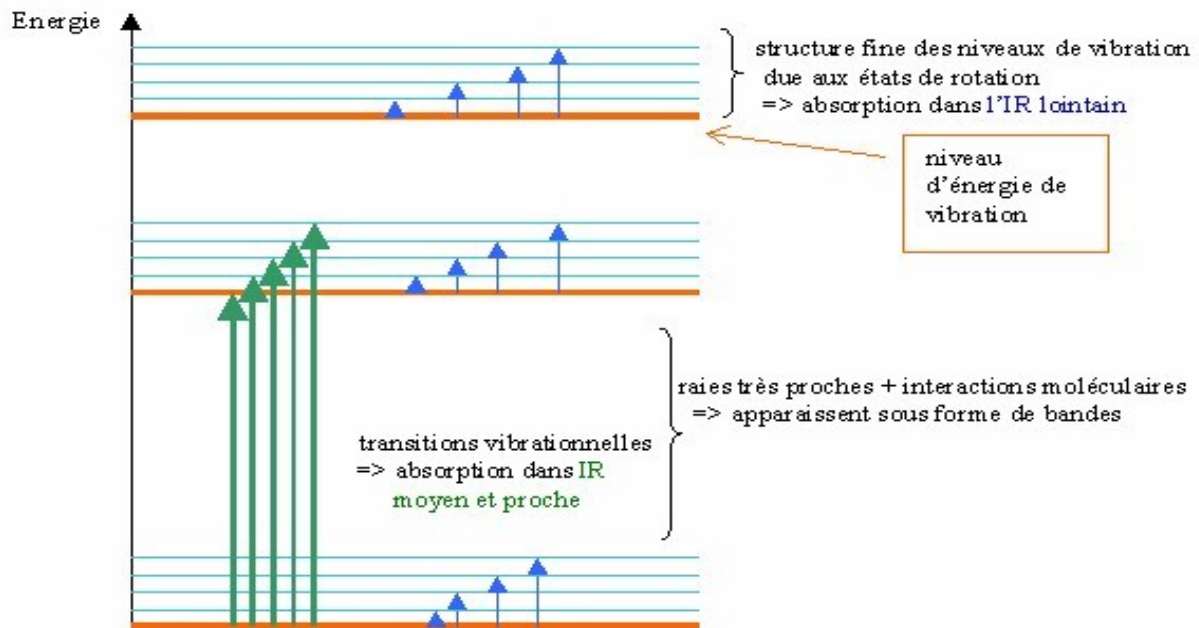 Energie
structure fine des niveaux de vibration
due aux états de rotation
=> absorption dans l'IR lointain
niveau
d'énergie de
vibration
raies très proches + interactions moléculaires
=> apparaissent sous forme de bandes
transitions vibrationnelles
=> absorption dans IR
moyen et proche